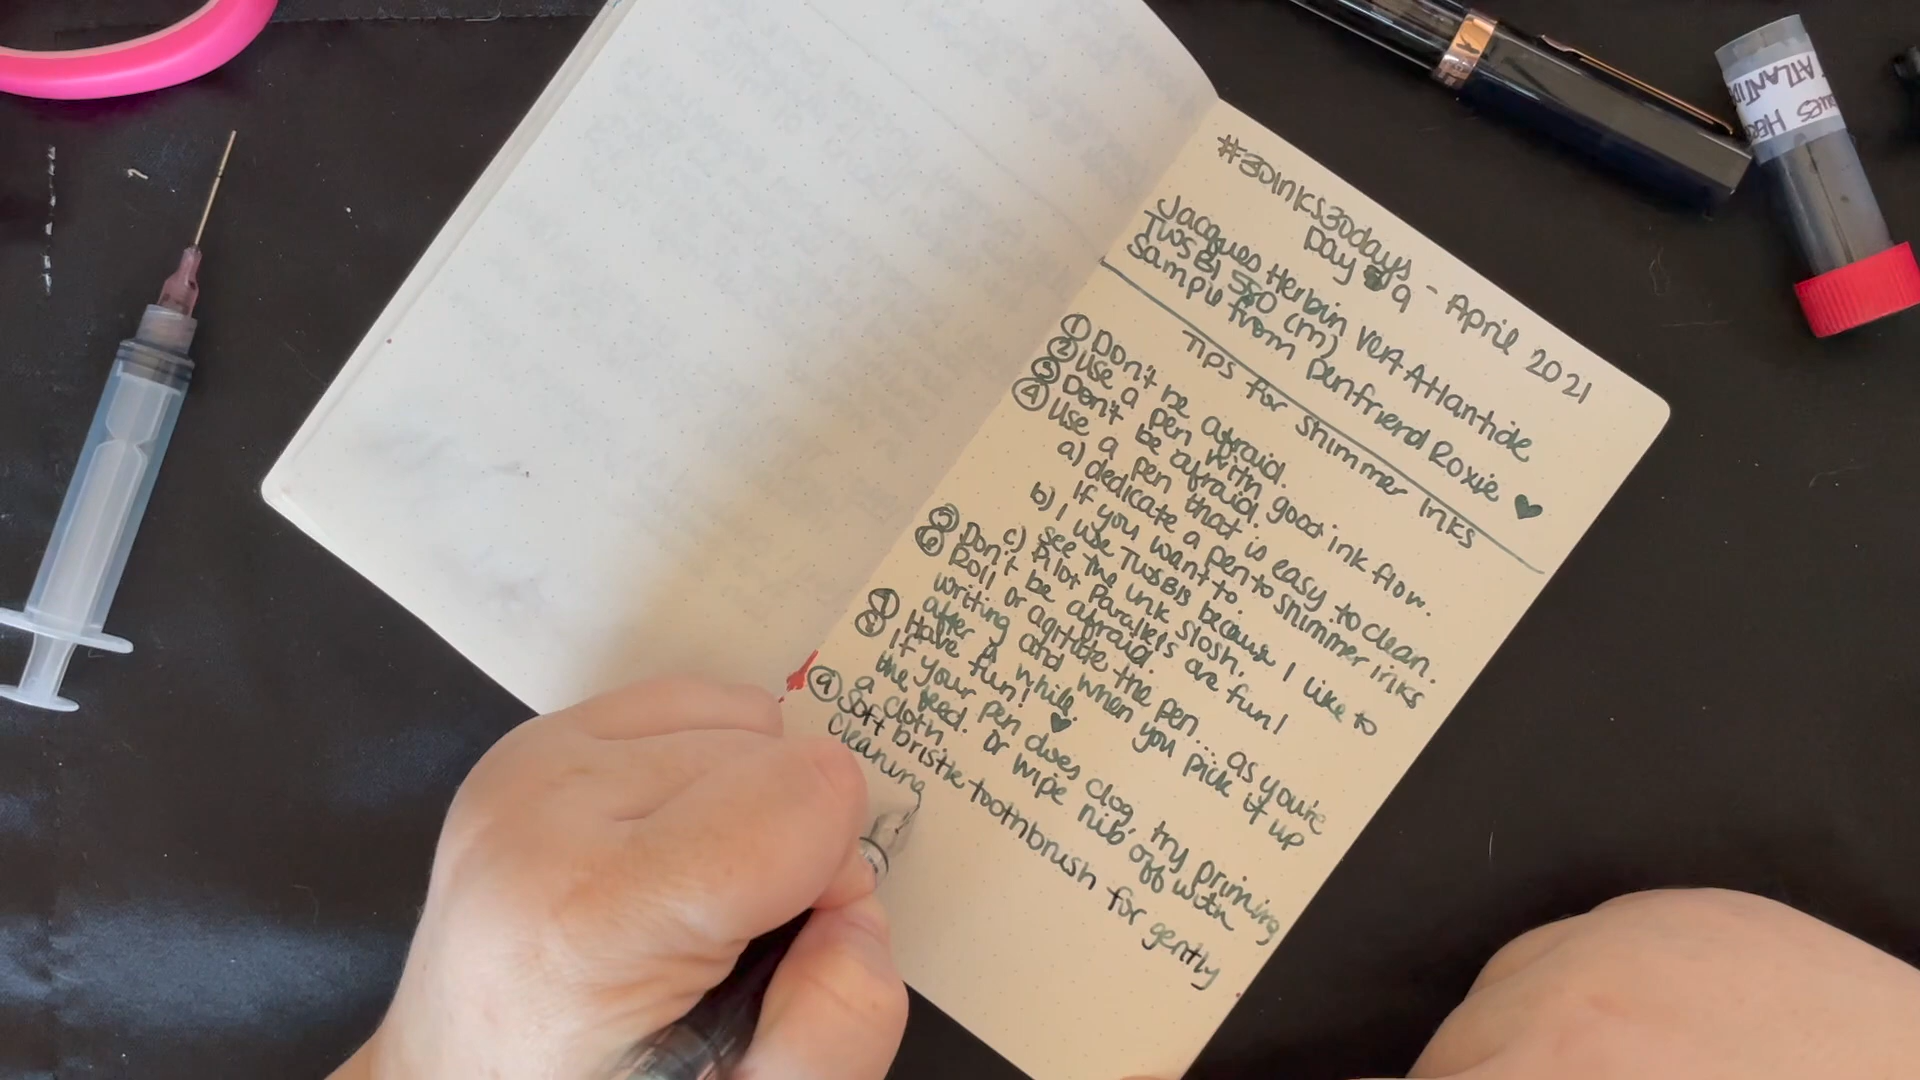 #30inks30days - April 2021
Day 9
Jacques Herbin Vert Atlantide
TWSBI 580 (m)
Sample from penfriend Roxie ♥
Tips for Shimmer Inks
① Don't be afraid.
② Use a pen with good ink flow.
③ Don't be afraid.
④ Use a pen that is easy to clean.
a) dedicate a pen to shimmer inks
If you want to.
b) I use TWSBIs because I like to
see the ink slosh.
c) Pilot Parallels are fun!
⑤ Don't be afraid.
⑥ Roll or agitate the pen... as you're
writing and when you pick it up
after a while.
⑦ Have fun! ♥
⑧ If your pen does clog, try priming
the feed. Or wipe nib off with
a cloth.
⑨ Soft bristle toothbrush for gently
cleaning
HERB
ATLANTID